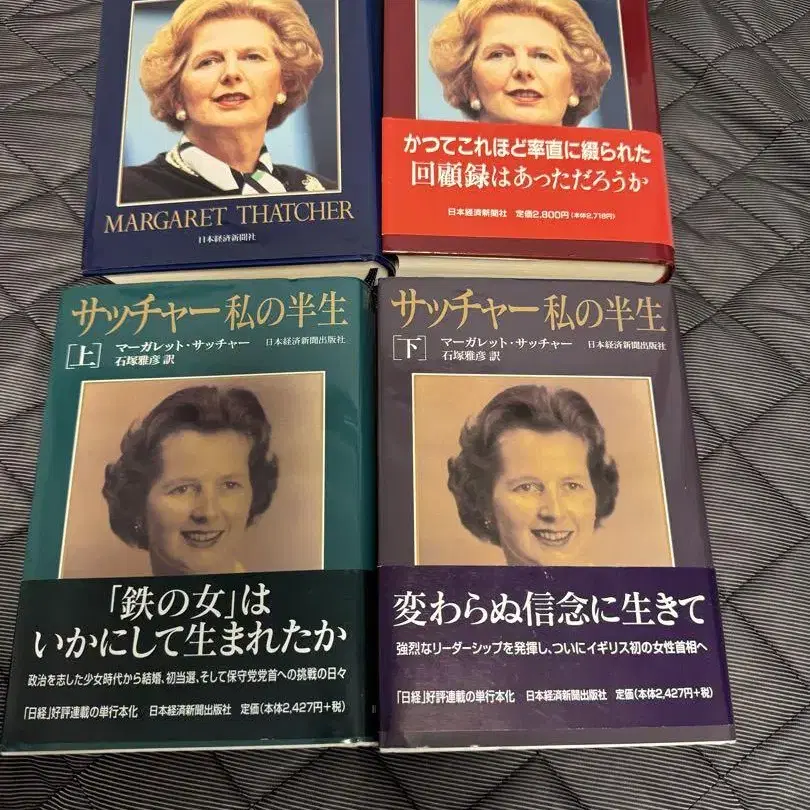 MARGARET THATCHER
日本経済新聞社
かつてこれほど率直に綴られた
回顧録はあっただろうか
日本経済新聞社 定価2,800円(本体2,718円)
サッチャー 私の半生
[上] マーガレット・サッチャー 日本経済新聞出版社
石塚雅彦 訳
「鉄の女」は
いかにして生まれたか
政治を志した少女時代から結婚、初当選、そして保守党党首への挑戦の日々
「日経」好評連載の単行本化 日本経済新聞出版社 定価(本体2,427円+税)
サッチャー 私の半生
[下] マーガレット・サッチャー 日本経済新聞出版社
石塚雅彦 訳
変わらぬ信念に生きて
強烈なリーダーシップを発揮し、ついにイギリス初の女性首相へ
「日経」好評連載の単行本化 日本経済新聞出版社 定価(本体2,427円+税)